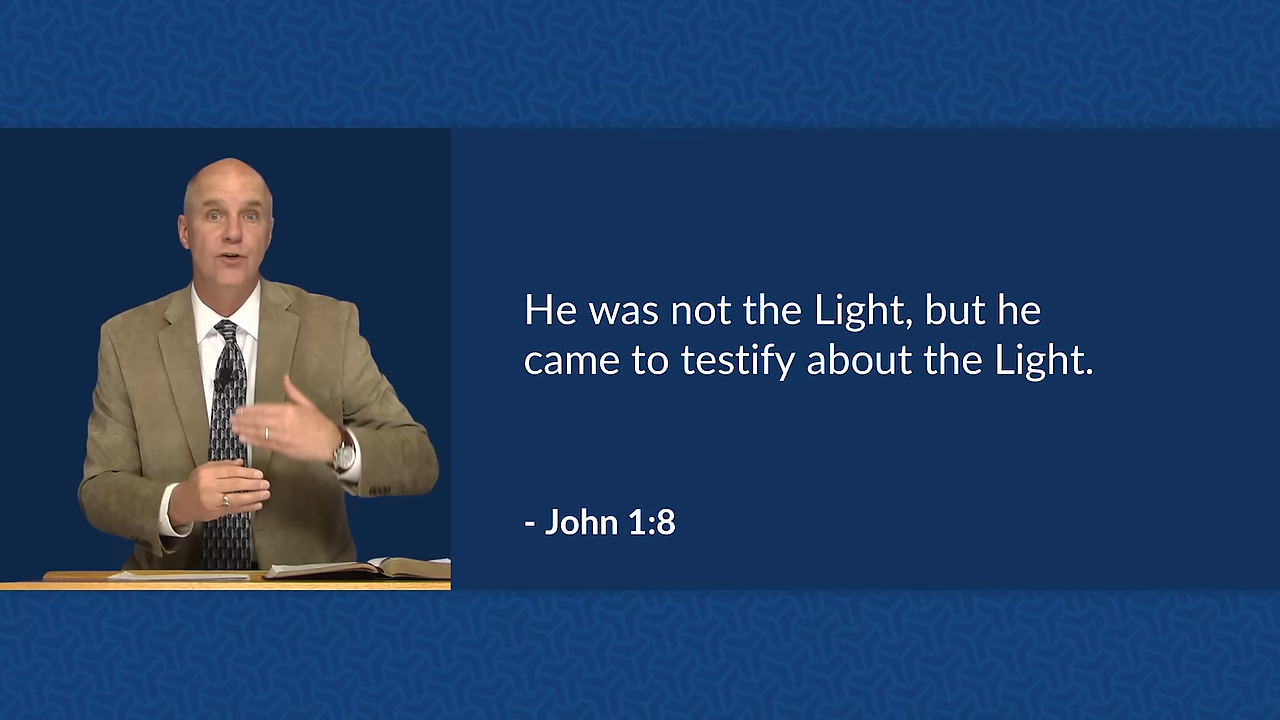 He was not the Light, but he
came to testify about the Light.
- John 1:8